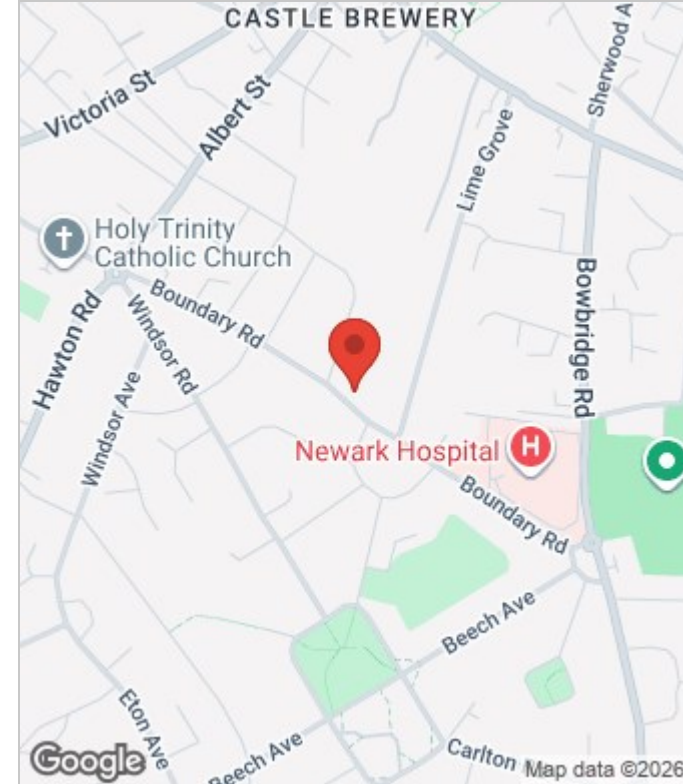 CASTLE BREWERY
Victoria St
Albert St
Sherwood A
Lime Grove
Holy Trinity
Catholic Church
Bowbridge Rd
Boundary Rd
Hawton Rd
Windsor Rd
Windsor Ave
Newark Hospital
H
Boundary Rd
Beech Ave
Eton Ave
Beech Ave
Carlton
Google
Map data ©2026